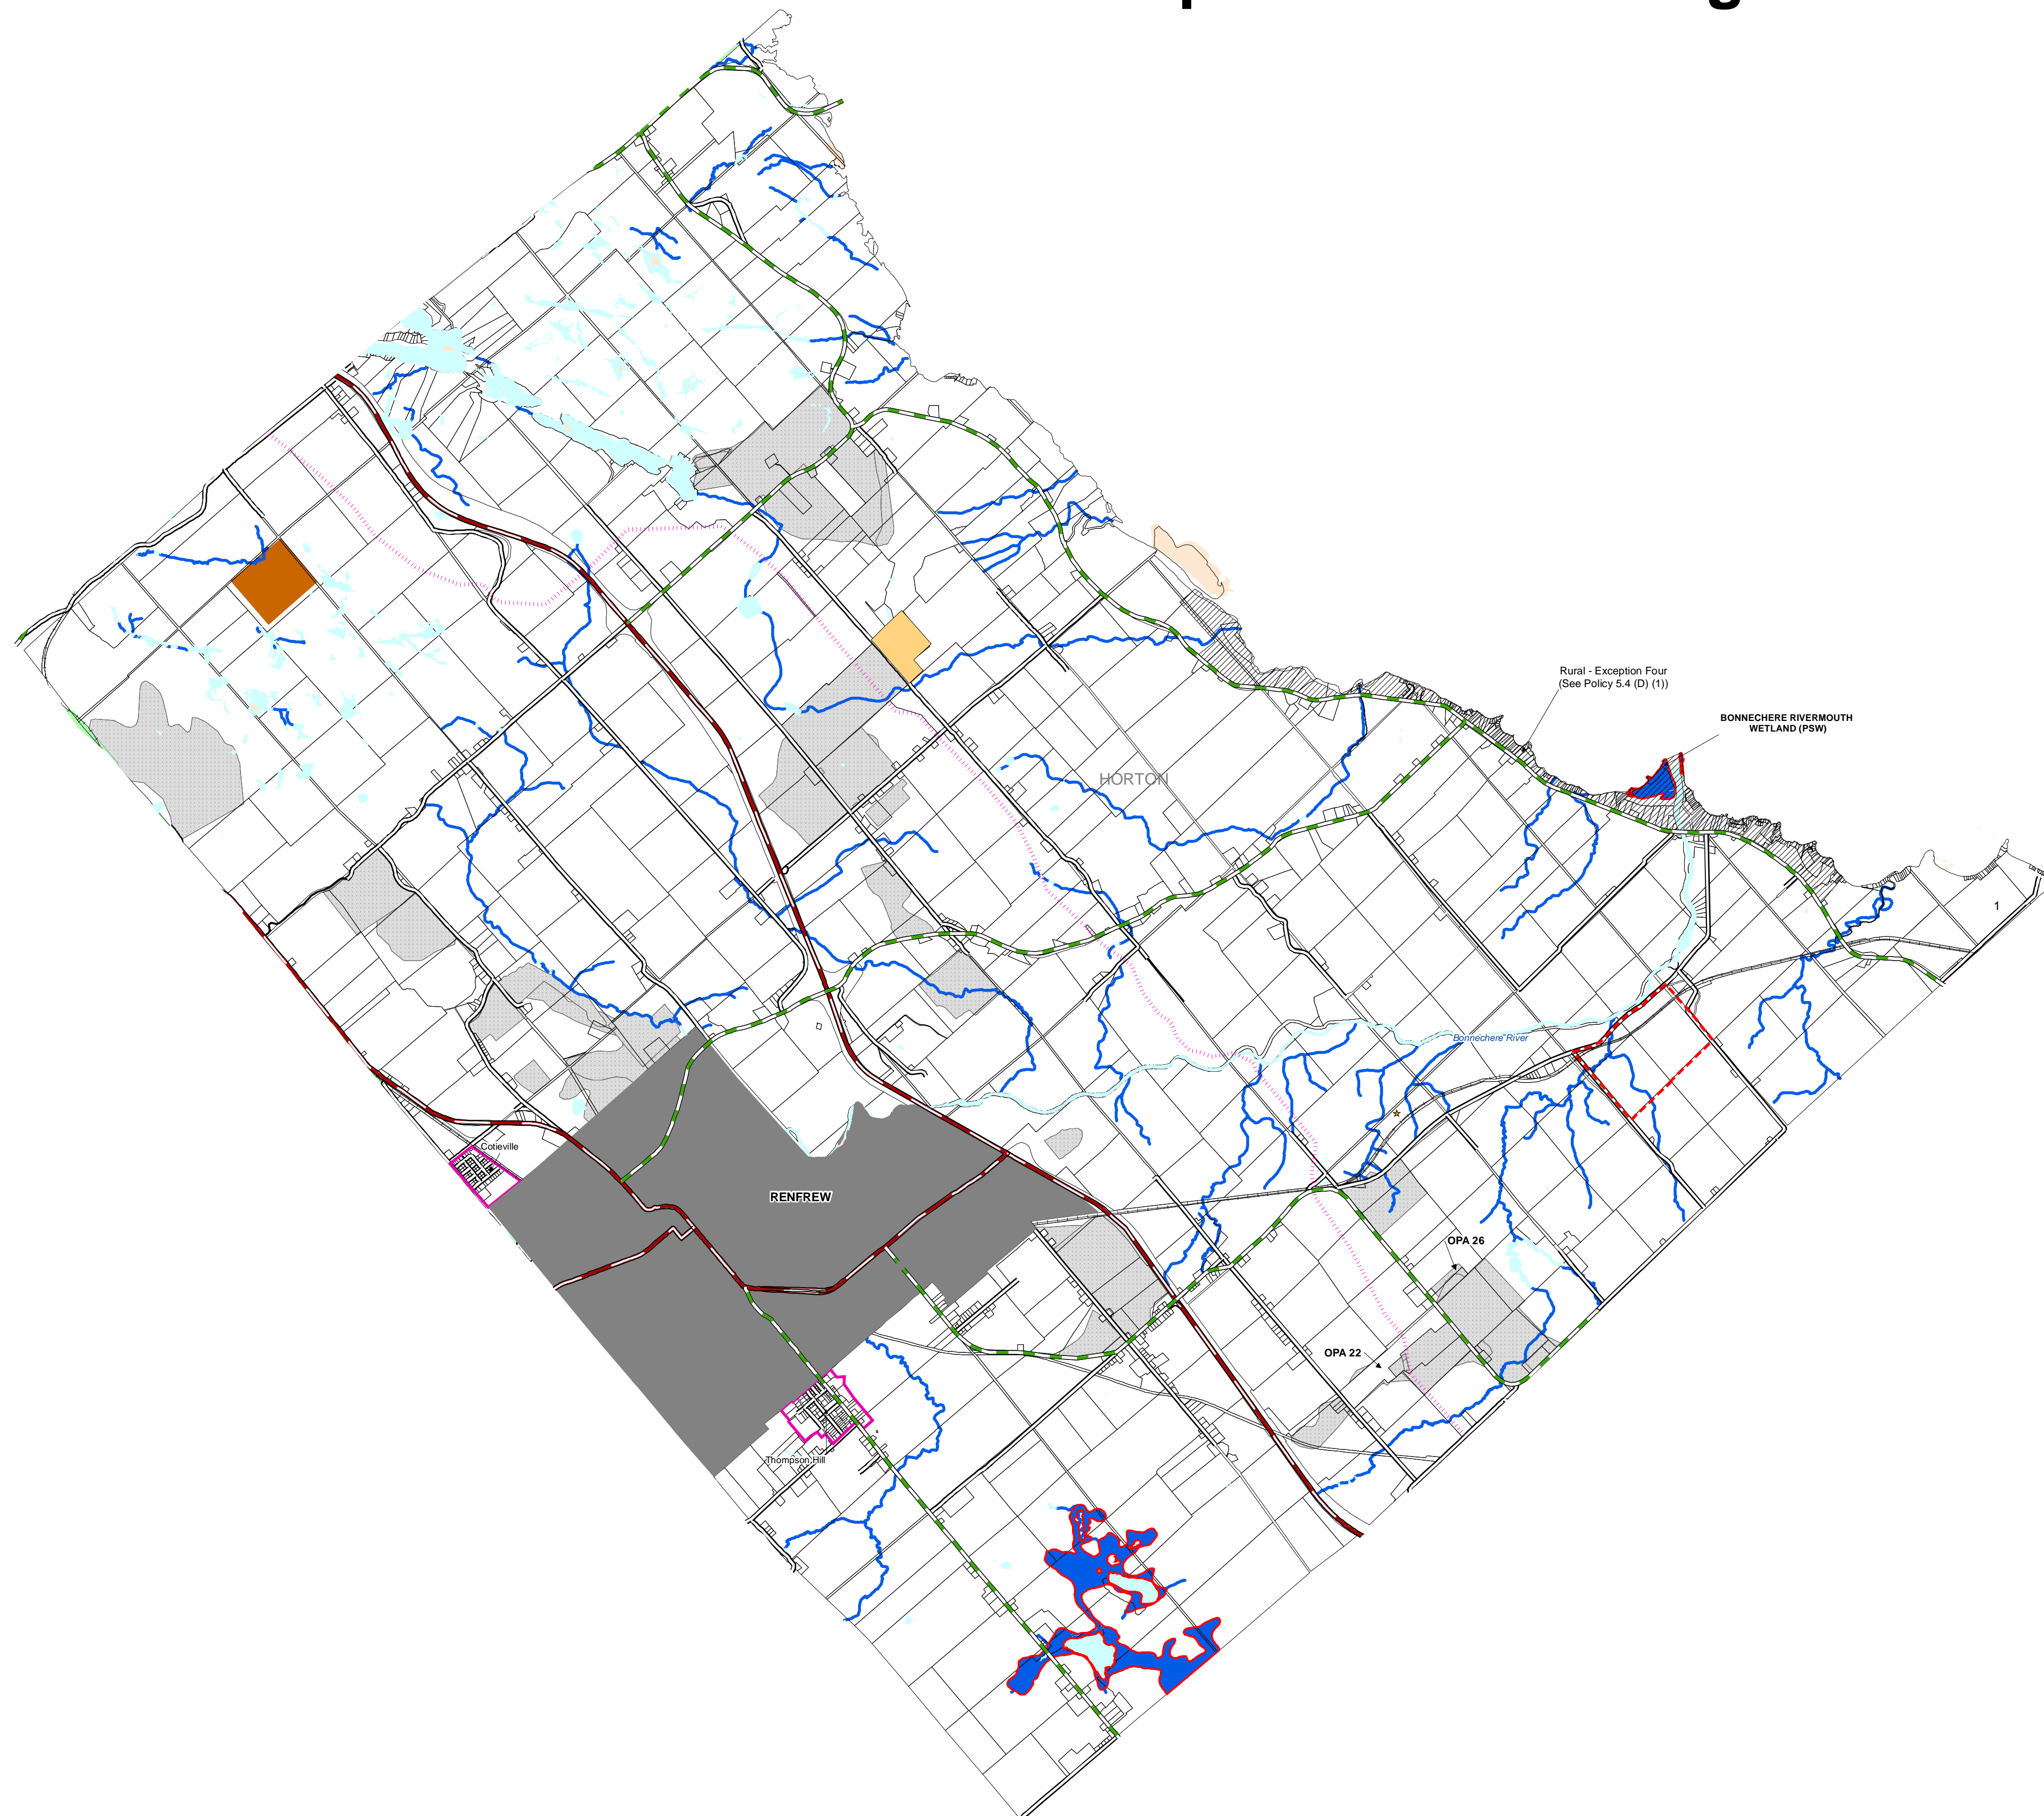 Rural - Exception Four
(See Policy 5.4 (D) (1))
BONNECHERE RIVERMOUTH
WETLAND (PSW)
HORTON
1
Bonnechere River
Cotieville
RENFREW
OPA 26
OPA 22
Thompson Hill